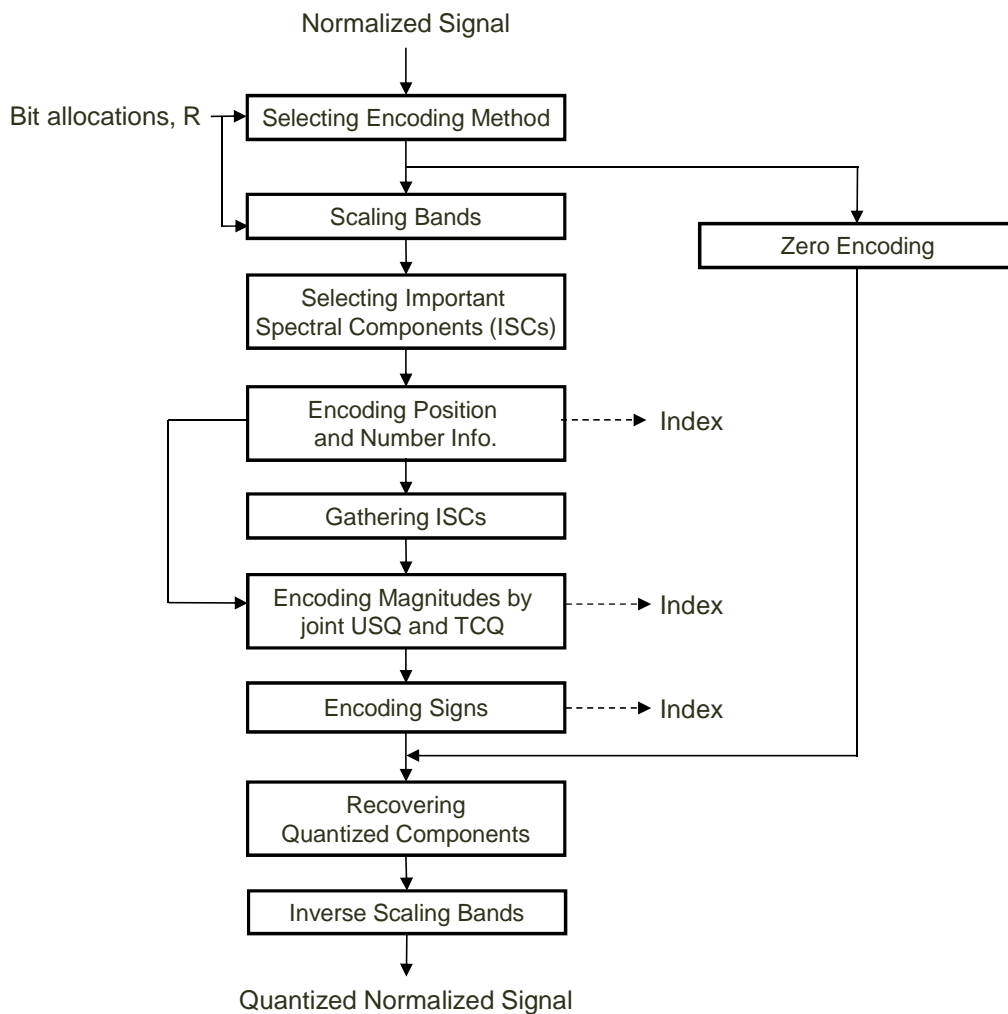 Normalized Signal
Bit allocations, R
Selecting Encoding Method
Scaling Bands
Zero Encoding
Selecting Important
Spectral Components (ISCs)
Encoding Position
and Number Info.
Index
Gathering ISCs
Encoding Magnitudes by
joint USQ and TCQ
Index
Encoding Signs
Index
Recovering
Quantized Components
Inverse Scaling Bands
Quantized Normalized Signal